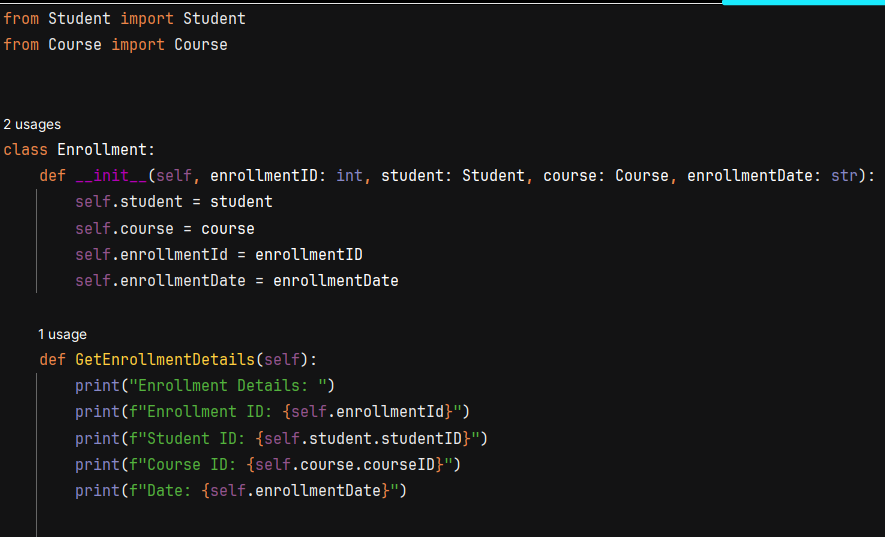 from Student import Student
from Course import Course
2 usages
class Enrollment:
    def __init__(self, enrollmentID: int, student: Student, course: Course, enrollmentDate: str):
        self.student = student
        self.course = course
        self.enrollmentId = enrollmentID
        self.enrollmentDate = enrollmentDate
1 usage
    def GetEnrollmentDetails(self):
        print("Enrollment Details: ")
        print(f"Enrollment ID: {self.enrollmentId}")
        print(f"Student ID: {self.student.studentID}")
        print(f"Course ID: {self.course.courseID}")
        print(f"Date: {self.enrollmentDate}")